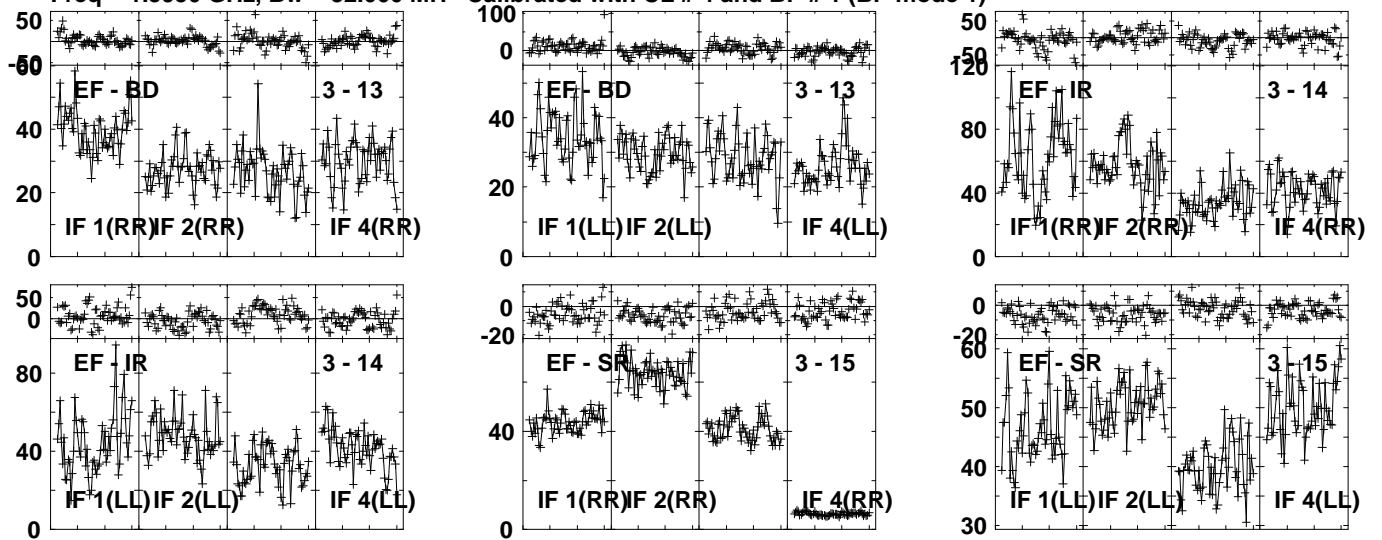 50
-50
60
EF - BD 3 - 13
40
20
IF 1(RR) IF 2(RR) IF 4(RR)
0
100
0
EF - BD 3 - 13
40
20
IF 1(LL) IF 2(LL) IF 4(LL)
0
50
-50
120
EF - IR 3 - 14
80
40
IF 1(RR) IF 2(RR) IF 4(RR)
0
50
0
EF - IR 3 - 14
80
40
IF 1(LL) IF 2(LL) IF 4(LL)
0
0
-20
EF - SR 3 - 15
40
IF 1(RR) IF 2(RR) IF 4(RR)
0
0
-20
60
EF - SR 3 - 15
50
40
IF 1(LL) IF 2(LL) IF 4(LL)
30